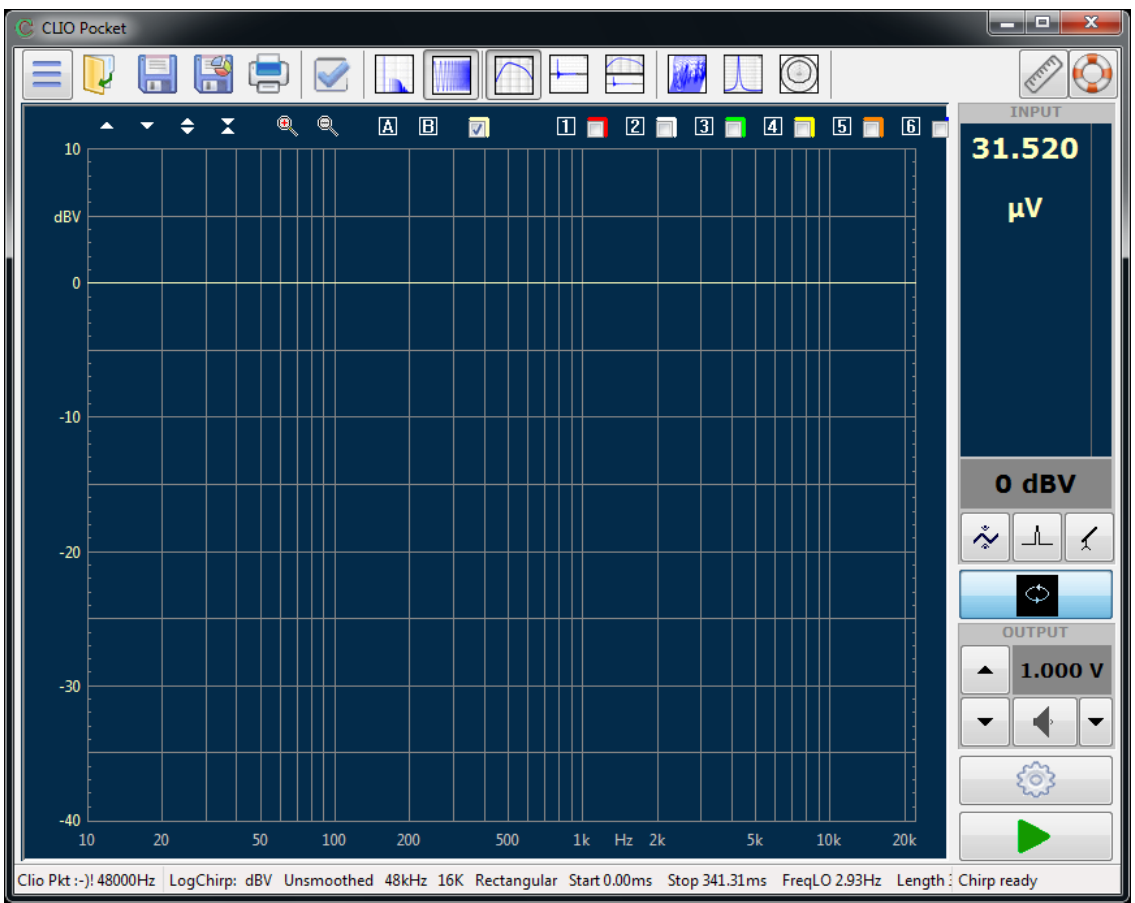 CLIO Pocket
INPUT
A B 1 2 3 4 5 6
31.520
µV
10
dBV
0
-10
-20
-30
-40
10 20 50 100 200 500 1k Hz 2k 5k 10k 20k
0 dBV
OUTPUT
1.000 V
Clio Pkt :-)! 48000Hz LogChirp: dBV Unsmoothed 48kHz 16K Rectangular Start 0.00ms Stop 341.31ms FreqLO 2.93Hz Length Chirp ready